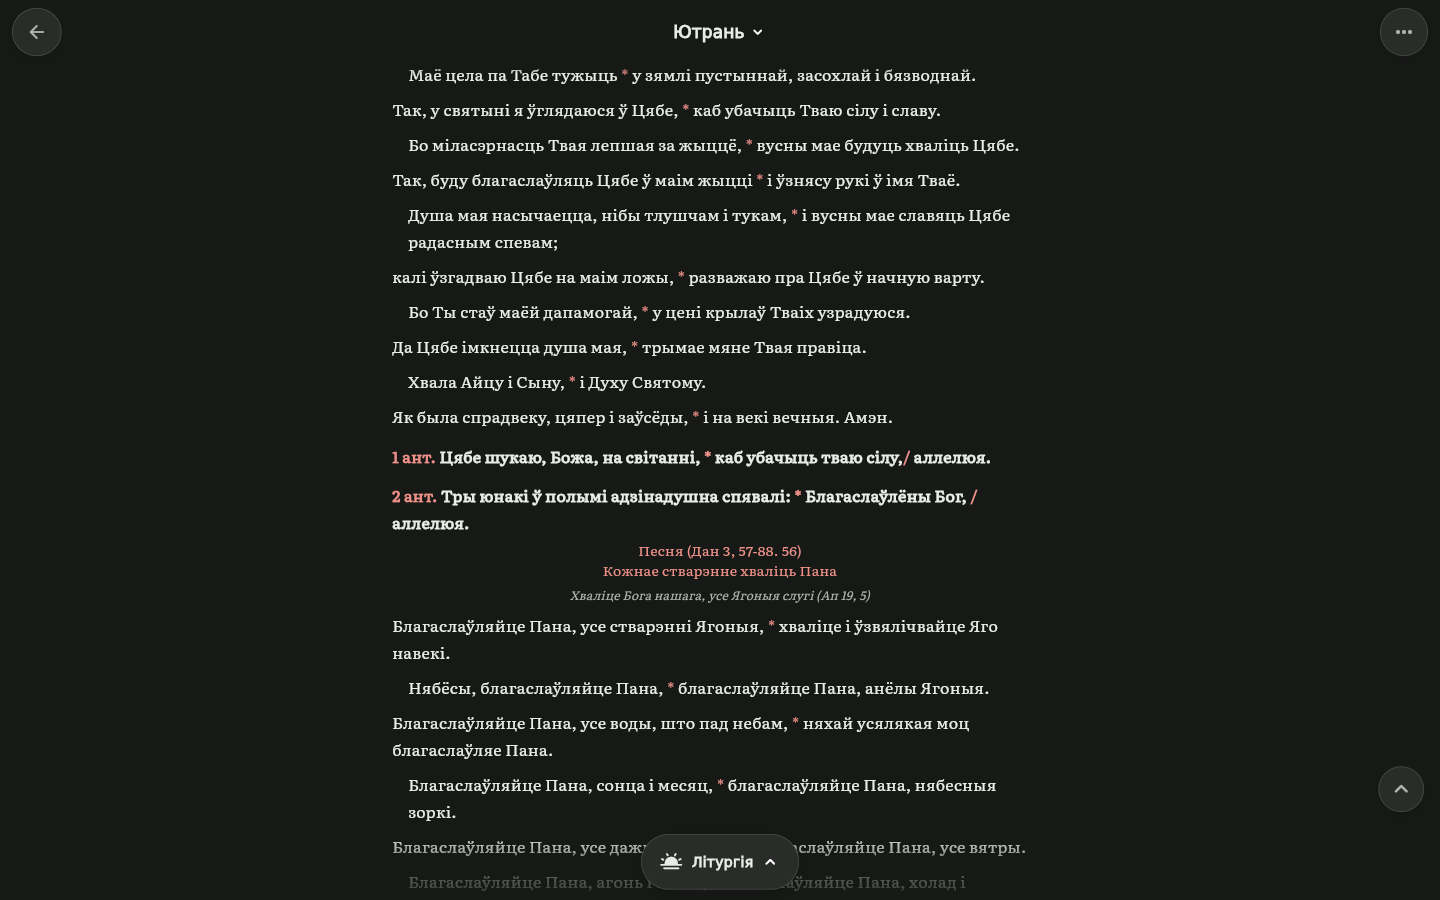 Ютрань
Маё цела па Табе тужыць * у зямлі пустыннай, засохлай і бязводнай.
Так, у святыні я ўглядаюся ў Цябе, * каб убачыць Тваю сілу і славу.
Бо міласэрнасць Твая лепшая за жыццё, * вусны мае будуць хваліць Цябе.
Так, буду благаслаўляць Цябе ў маім жыцці * і ўзнясу рукі ў імя Тваё.
Душа мая насычаецца, нібы тлушчам і тукам, * і вусны мае славяць Цябе
радасным спевам;
калі ўзгадваю Цябе на маім ложы, * разважаю пра Цябе ў начную варту.
Бо Ты стаў маёй дапамогай, * у цені крылаў Тваіх узрадуюся.
Да Цябе імкнецца душа мая, * трымае мяне Твая правіца.
Хвала Айцу і Сыну, * і Духу Святому.
Як была спрадвеку, цяпер і заўсёды, * і на векі вечныя. Амэн.
1 ант. Цябе шукаю, Божа, на світанні, * каб убачыць тваю сілу,/ аллелюя.
2 ант. Тры юнакі ў полымі адзінадушна спявалі: * Благаслаўлёны Бог, /
аллелюя.
Песня (Дан 3, 57-88. 56)
Кожнае стварэнне хваліць Пана
Хваліце Бога нашага, усе Ягоныя слугі (Ап 19, 5)
Благаслаўляйце Пана, усе стварэнні Ягоныя, * хваліце і ўзвялічвайце Яго
навекі.
Нябёсы, благаслаўляйце Пана, * благаслаўляйце Пана, анёлы Ягоныя.
Благаслаўляйце Пана, усе воды, што пад небам, * няхай усялякая моц
благаслаўляе Пана.
Благаслаўляйце Пана, сонца і месяц, * благаслаўляйце Пана, нябесныя
зоркі.
Благаслаўляйце Пана, усе Пана, усе вятры.
Благаслаўляйце Пана, агонь Пана, холад і
Літургія